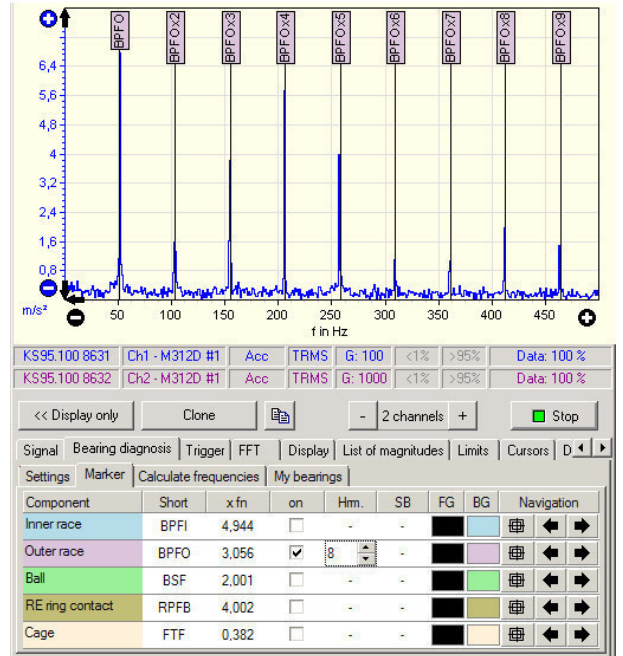 BPFO BPFOx2 BPFOx3 BPFOx4 BPFOx5 BPFOx6 BPFOx7 BPFOx8 BPFOx9
6,4
5,6
4,8
4
3,2
2,4
1,6
0,8
m/s²
50 100 150 200 250 300 350 400 450
f in Hz
KS95.100 8631 Ch1 - M312D #1 Acc TRMS G: 100 <1% >95% Data: 100 %
KS95.100 8632 Ch2 - M312D #1 Acc TRMS G: 1000 <1% >95% Data: 100 %
<< Display only Clone - 2 channels + Stop
Signal Bearing diagnosis Trigger FFT Display List of magnitudes Limits Cursors D
Settings Marker Calculate frequencies My bearings
Component Short x fn on Hrm. SB FG BG Navigation
Inner race BPFI 4,944 - -
Outer race BPFO 3,056 8 -
Ball BSF 2,001 - -
RE ring contact RPFB 4,002 - -
Cage FTF 0,382 - -